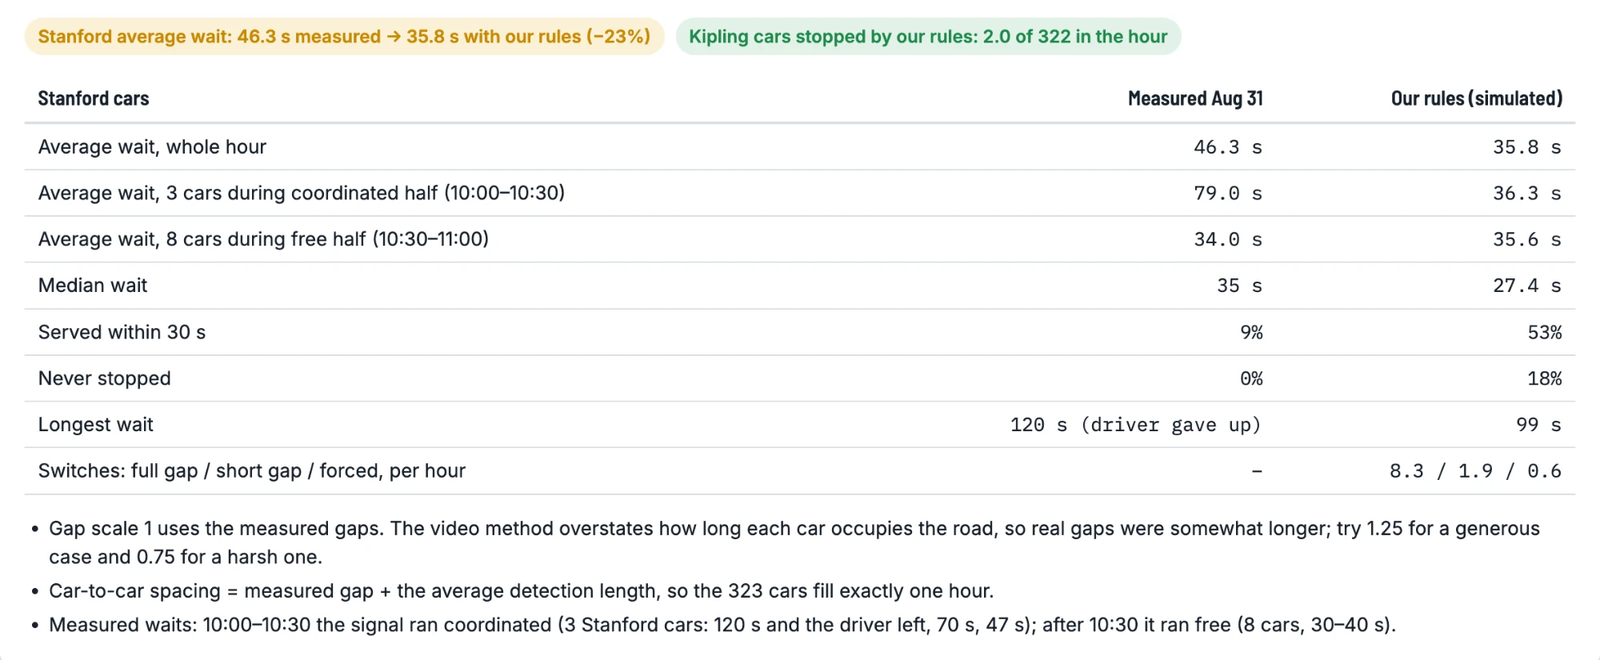 Stanford average wait: 46.3 s measured → 35.8 s with our rules (−23%) Kipling cars stopped by our rules: 2.0 of 322 in the hour
Stanford cars Measured Aug 31 Our rules (simulated)
Average wait, whole hour 46.3 s 35.8 s
Average wait, 3 cars during coordinated half (10:00–10:30) 79.0 s 36.3 s
Average wait, 8 cars during free half (10:30–11:00) 34.0 s 35.6 s
Median wait 35 s 27.4 s
Served within 30 s 9% 53%
Never stopped 0% 18%
Longest wait 120 s (driver gave up) 99 s
Switches: full gap / short gap / forced, per hour – 8.3 / 1.9 / 0.6
• Gap scale 1 uses the measured gaps. The video method overstates how long each car occupies the road, so real gaps were somewhat longer; try 1.25 for a generous
case and 0.75 for a harsh one.
• Car-to-car spacing = measured gap + the average detection length, so the 323 cars fill exactly one hour.
• Measured waits: 10:00–10:30 the signal ran coordinated (3 Stanford cars: 120 s and the driver left, 70 s, 47 s); after 10:30 it ran free (8 cars, 30–40 s).